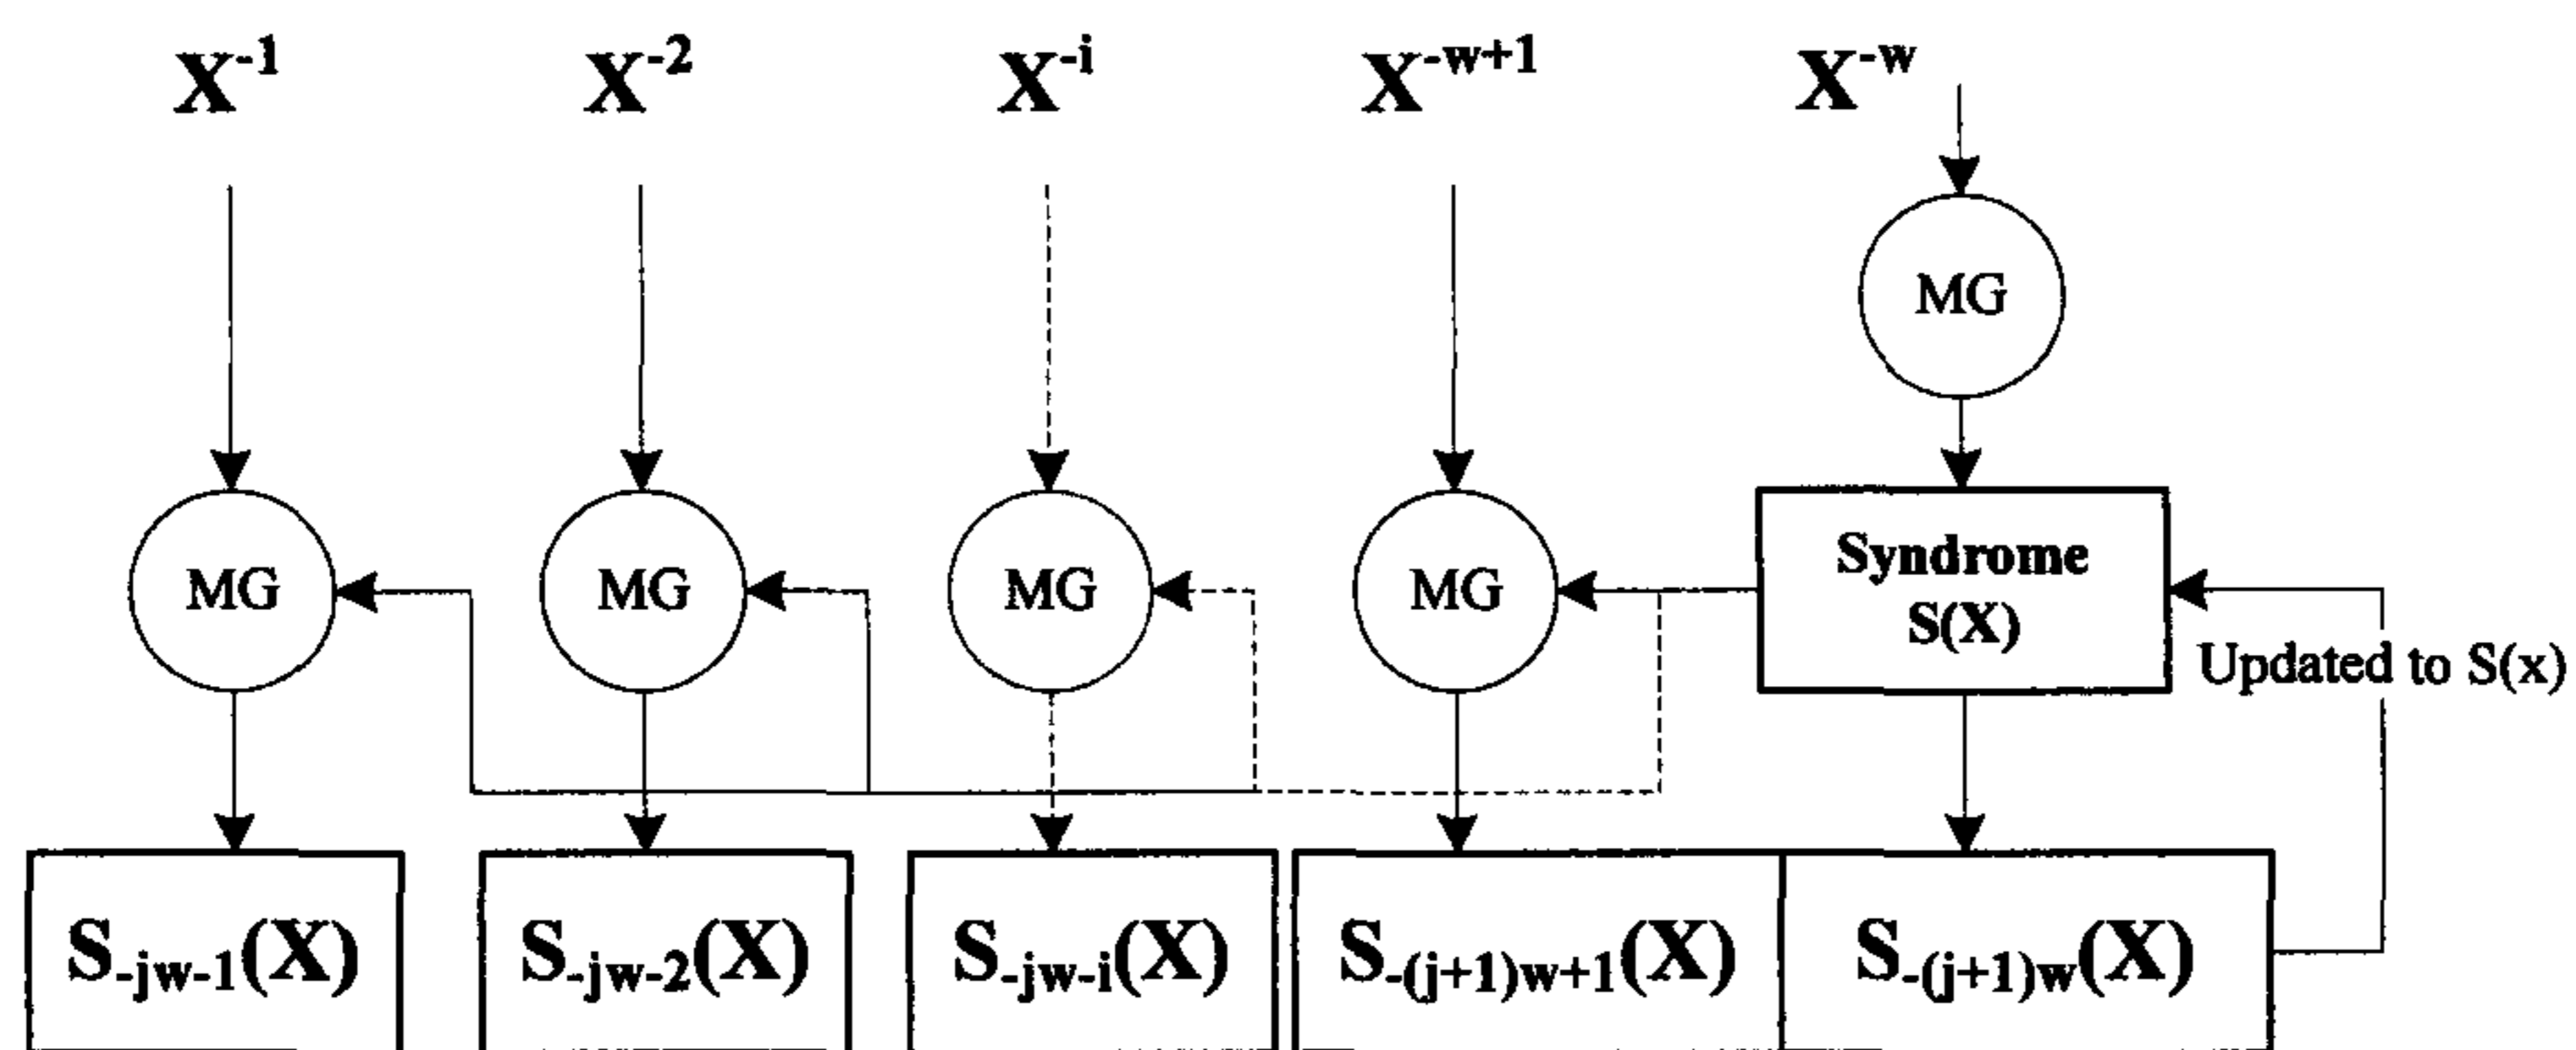 X⁻¹ X⁻² X⁻ⁱ X⁻ʷ⁺¹ X⁻ʷ
MG
MG MG MG MG Syndrome
S(X)
Updated to S(x)
S₋jw₋1(X) S₋jw₋2(X) S₋jw₋i(X) S₋(j+1)w+1(X) S₋(j+1)w(X)